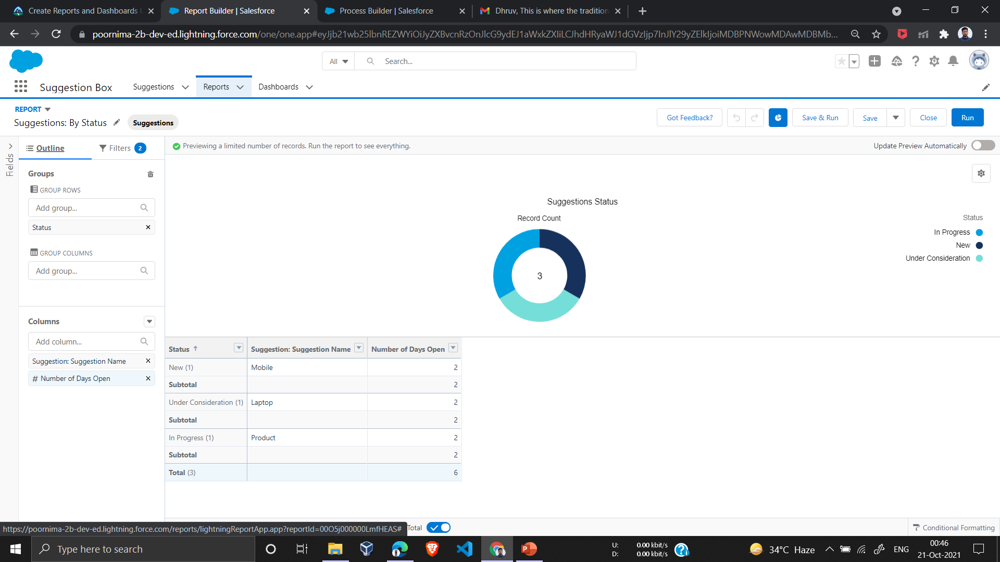 Create Reports and Dashboards
Report Builder | Salesforce
Process Builder | Salesforce
Dhruv, This is where the tradition
poornima-2b-dev-ed.lightning.force.com/one/one.app#
All
Search...
Suggestion Box
Suggestions
Reports
Dashboards
REPORT
Suggestions: By Status
Suggestions
Got Feedback?
Save & Run
Save
Close
Run
Fields
Outline
Filters
2
Previewing a limited number of records. Run the report to see everything.
Update Preview Automatically
Groups
GROUP ROWS
Add group...
Status
GROUP COLUMNS
Add group...
Columns
Add column...
Suggestion: Suggestion Name
# Number of Days Open
Suggestions Status
Record Count
3
Status
In Progress
New
Under Consideration
Status ↑ Suggestion: Suggestion Name Number of Days Open
New (1) Mobile 2
Subtotal 2
Under Consideration (1) Laptop 2
Subtotal 2
In Progress (1) Product 2
Subtotal 2
Total (3) 6
https://poornima-2b-dev-ed.lightning.force.com/reports/lightningReportApp.app?reportId=00O5j000000LmfHEAS#
Total
Conditional Formatting
Type here to search
U: 0.00 kbit/s
D: 0.00 kbit/s
34°C Haze
ENG
00:46
21-Oct-2021